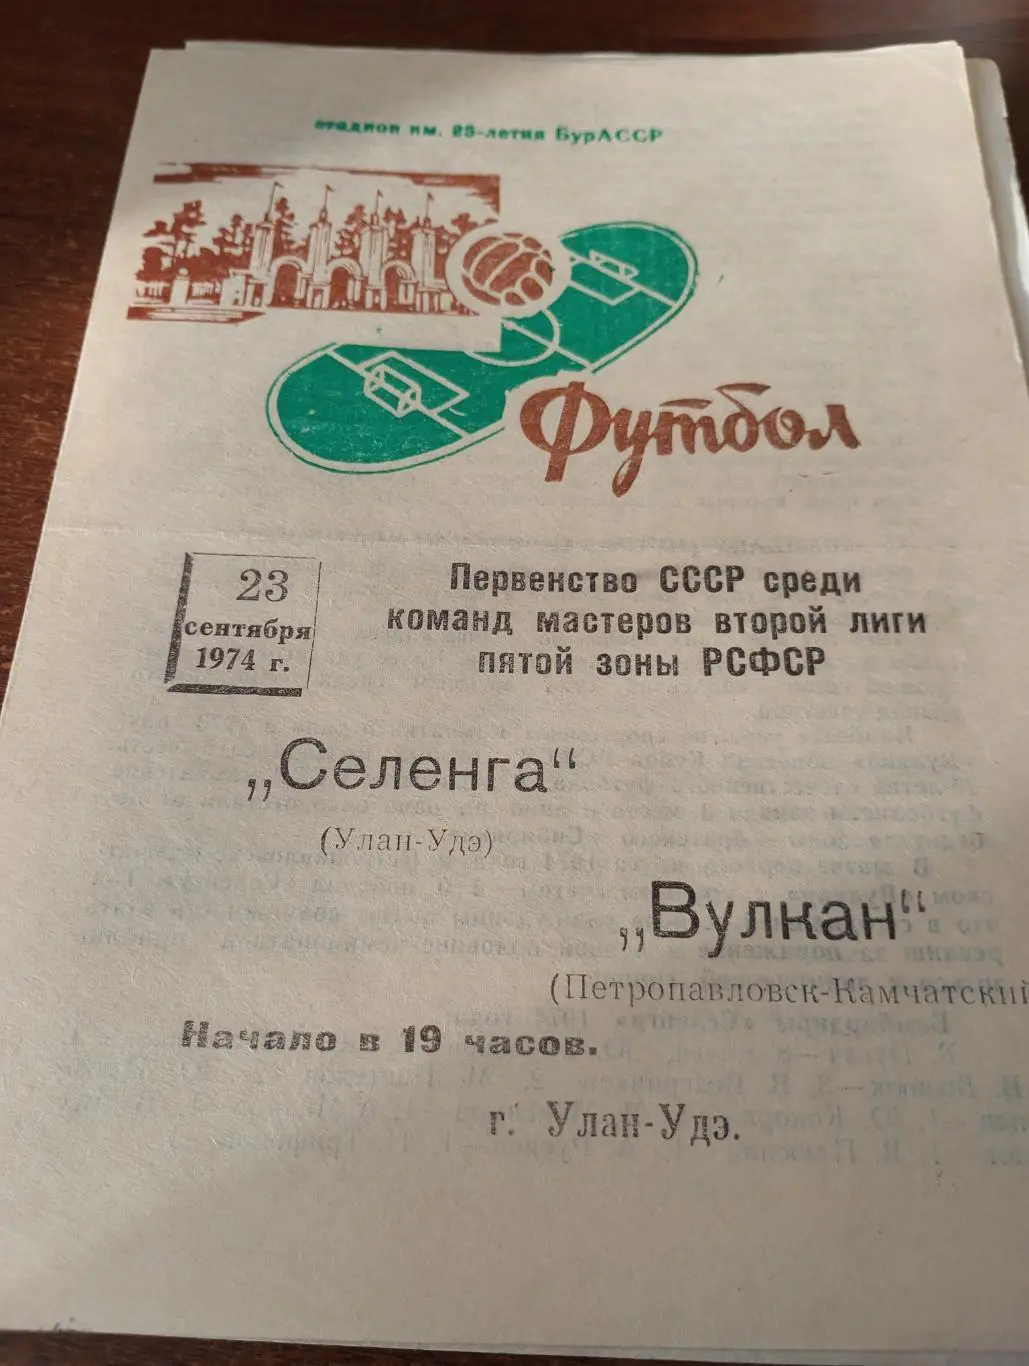 стадион им. 25-летия БурАССР
Футбол
23
сентября
1974 г.
Первенство СССР среди
команд мастеров второй лиги
пятой зоны РСФСР
„Селенга“
(Улан-Удэ)
„Вулкан“
(Петропавловск-Камчатский
Начало в 19 часов.
г. Улан-Удэ.